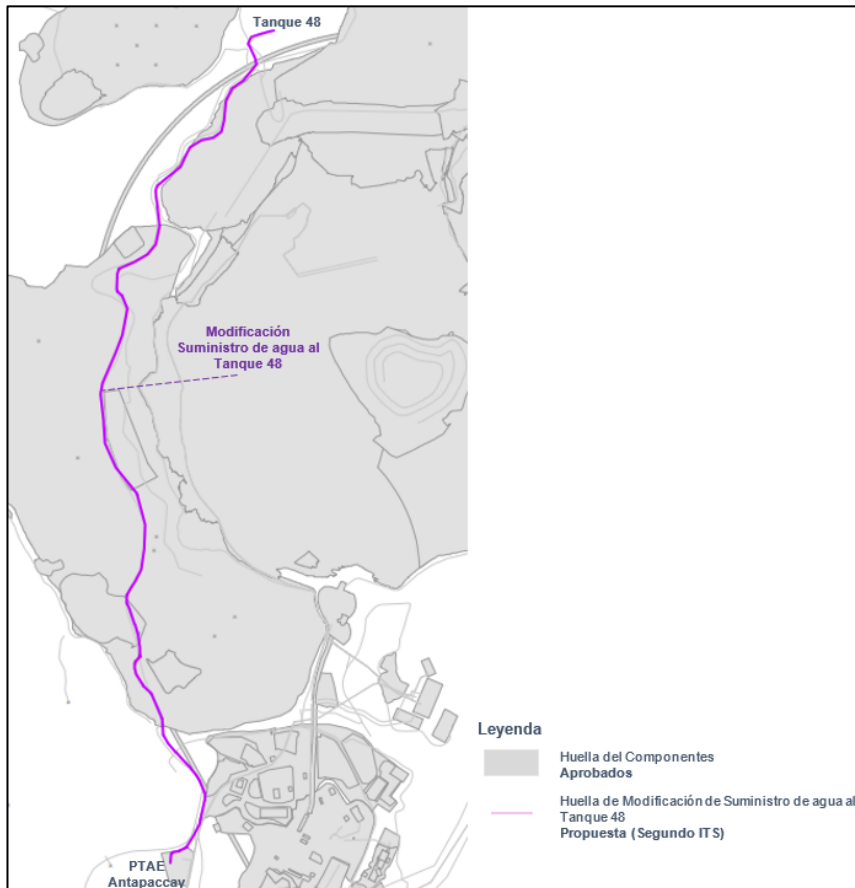 Tanque 48
Modificación
Suministro de agua al
Tanque 48
PTAE
Antapaccay
Leyenda
Huella del Componentes
Aprobados
Huella de Modificación de Suministro de agua al
Tanque 48
Propuesta (Segundo ITS)